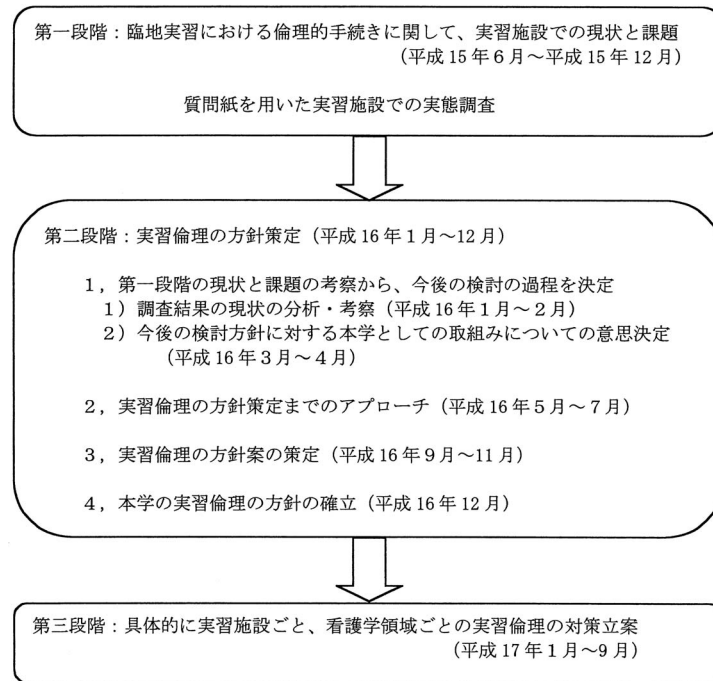 第一段階：臨地実習における倫理的手続きに関して、実習施設での現状と課題
（平成15年6月～平成15年12月）
質問紙を用いた実習施設での実態調査
第二段階：実習倫理の方針策定（平成16年1月～12月）
1，第一段階の現状と課題の考察から、今後の検討の過程を決定
1）調査結果の現状の分析・考察（平成16年1月～2月）
2）今後の検討方針に対する本学としての取組みについての意思決定
（平成16年3月～4月）
2，実習倫理の方針策定までのアプローチ（平成16年5月～7月）
3，実習倫理の方針案の策定（平成16年9月～11月）
4，本学の実習倫理の方針の確立（平成16年12月）
第三段階：具体的に実習施設ごと、看護学領域ごとの実習倫理の対策立案
（平成17年1月～9月）